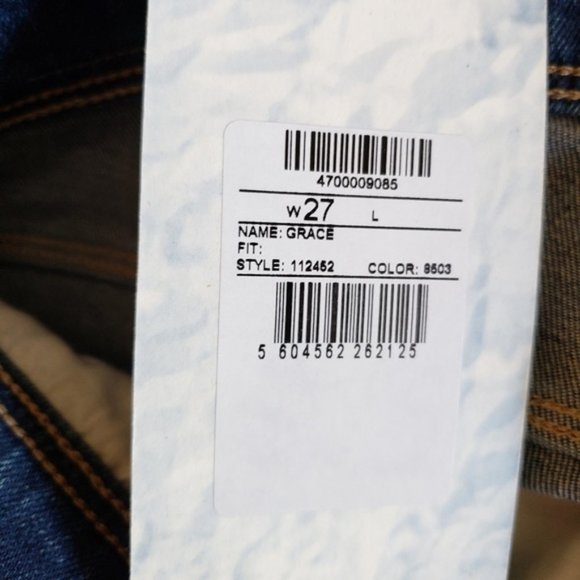 4700009085
W27 L
NAME: GRACE
FIT:
STYLE: 112452 COLOR: 8503
5 604562 262125